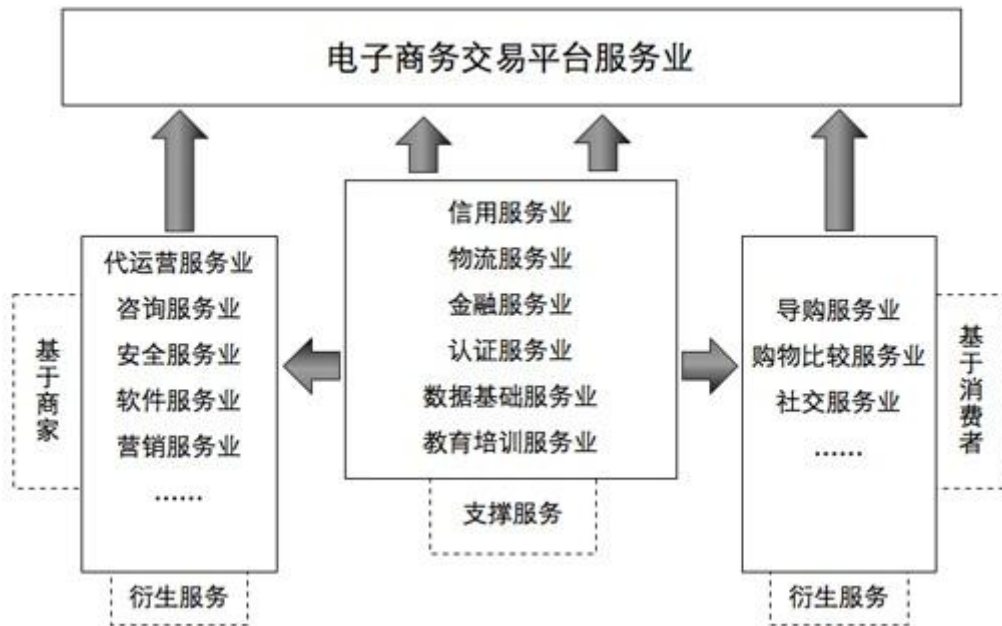 电子商务交易平台服务业
代运营服务业
咨询服务业
安全服务业
软件服务业
营销服务业
……
基于商家
衍生服务
信用服务业
物流服务业
金融服务业
认证服务业
数据基础服务业
教育培训服务业
支撑服务
导购服务业
购物比较服务业
社交服务业
……
基于消费者
衍生服务